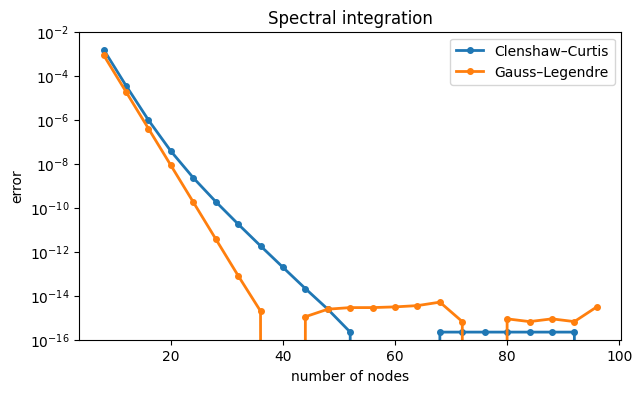 Spectral integration
Clenshaw–Curtis
Gauss–Legendre
10⁻²
10⁻⁴
10⁻⁶
10⁻⁸
10⁻¹⁰
10⁻¹²
10⁻¹⁴
10⁻¹⁶
error
20 40 60 80 100
number of nodes